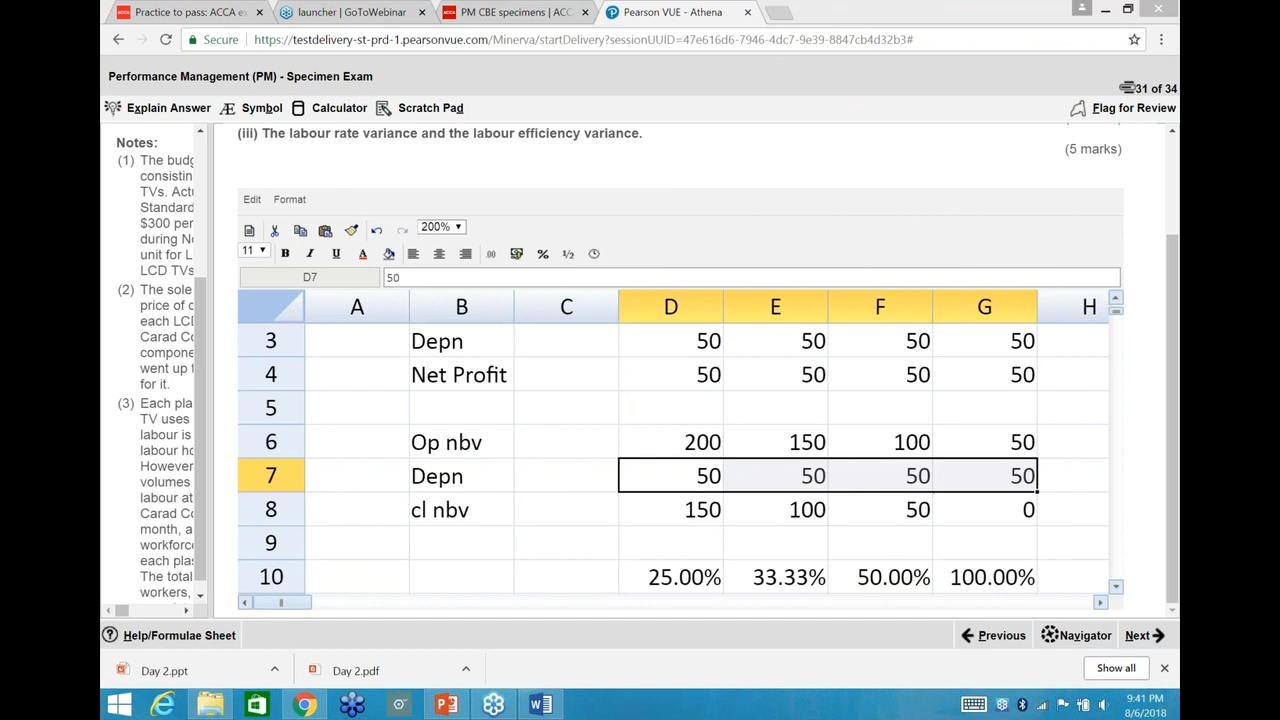 Practice to pass: ACCA ex
launcher | GoToWebinar
PM CBE specimens | ACC
Pearson VUE - Athena
Secure
https://testdelivery-st-prd-1.pearsonvue.com/Minerva/startDelivery?sessionUUID=47e616d6-7946-4dc7-9e39-8847cb4d32b3#
Performance Management (PM) - Specimen Exam
31 of 34
Explain Answer
Symbol
Calculator
Scratch Pad
Flag for Review
Notes:
(1) The budg
consisting
TVs. Actu
Standard
$300 per
during No
unit for L
LCD TVs
(2) The sole
price of c
each LCD
Carad Co
compone
went up t
for it.
(3) Each pla
TV uses
labour is
labour ho
However
volumes
labour at
Carad Co
month, a
workforce
each plas
The total
workers,
(iii) The labour rate variance and the labour efficiency variance.
(5 marks)
Edit Format
200%
11 B I U A .00 % ½
D7 50
A B C D E F G H
3 Depn 50 50 50 50
4 Net Profit 50 50 50 50
5
6 Op nbv 200 150 100 50
7 Depn 50 50 50 50
8 cl nbv 150 100 50 0
9
10 25.00% 33.33% 50.00% 100.00%
Help/Formulae Sheet
Previous
Navigator
Next
Day 2.ppt
Day 2.pdf
Show all
9:41 PM
8/6/2018